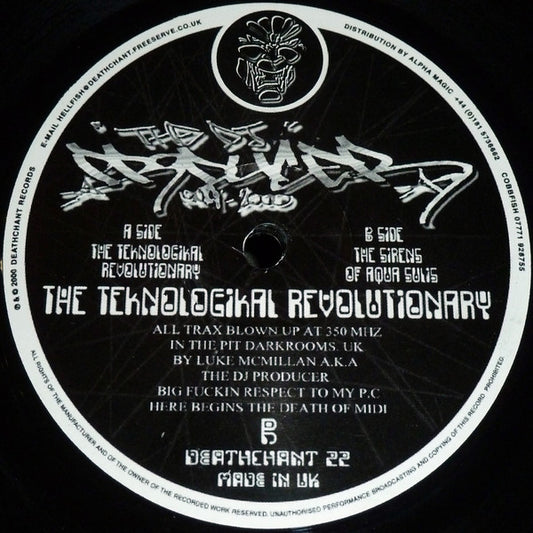 E-MAIL HELLFISH@DEATHCHANT.FREESERVE.CO.UK
DISTRIBUTION BY ALPHA MAGIC +44 (0)181 5736662
COBBFISH 07771 928755
℗ & © 2000 DEATHCHANT RECORDS
"THE DJ
PRODUCER"
A SIDE
THE TEKNOLOGIKAL
REVOLUTIONARY
B SIDE
THE SIRENS
OF AQUA SULIS
THE TEKNOLOGIKAL REVOLUTIONARY
ALL TRAX BLOWN UP AT 350 MHZ
IN THE PIT DARKROOMS. UK
BY LUKE MCMILLAN A.K.A
THE DJ PRODUCER
BIG FUCKIN RESPECT TO MY P.C
HERE BEGINS THE DEATH OF MIDI
DEATHCHANT 22
MADE IN UK
ALL RIGHTS OF THE MANUFACTURER AND OF THE OWNER OF THE RECORDED WORK RESERVED. UNAUTHORISED PERFORMANCE BROADCASTING AND COPYING OF THIS RECORD PROHIBITED.